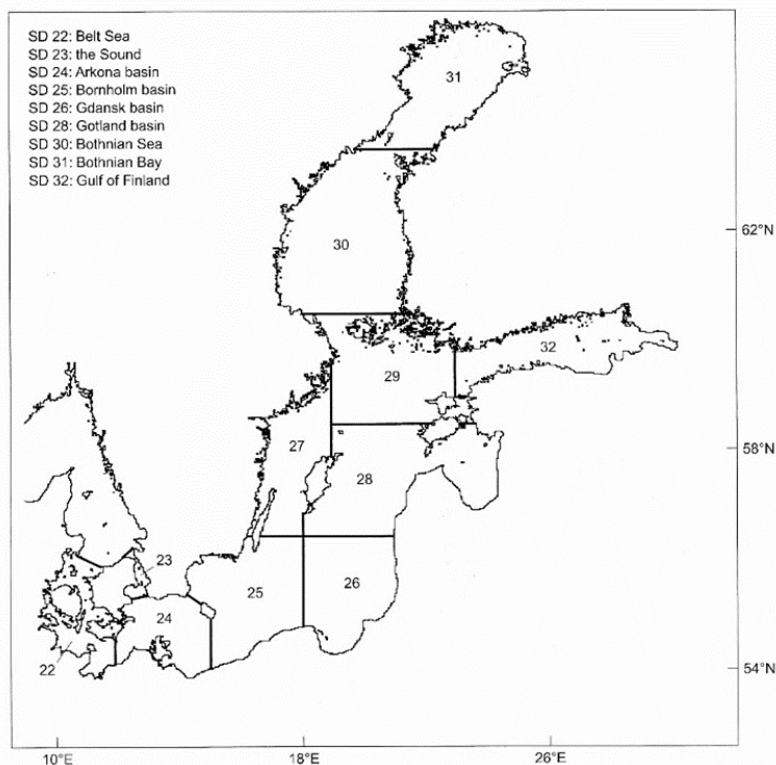 SD 22: Belt Sea
SD 23: the Sound
SD 24: Arkona basin
SD 25: Bornholm basin
SD 26: Gdansk basin
SD 28: Gotland basin
SD 30: Bothnian Sea
SD 31: Bothnian Bay
SD 32: Gulf of Finland
31
62°N
30
32
29
27
58°N
28
23
25
26
24
22
54°N
10°E
18°E
26°E